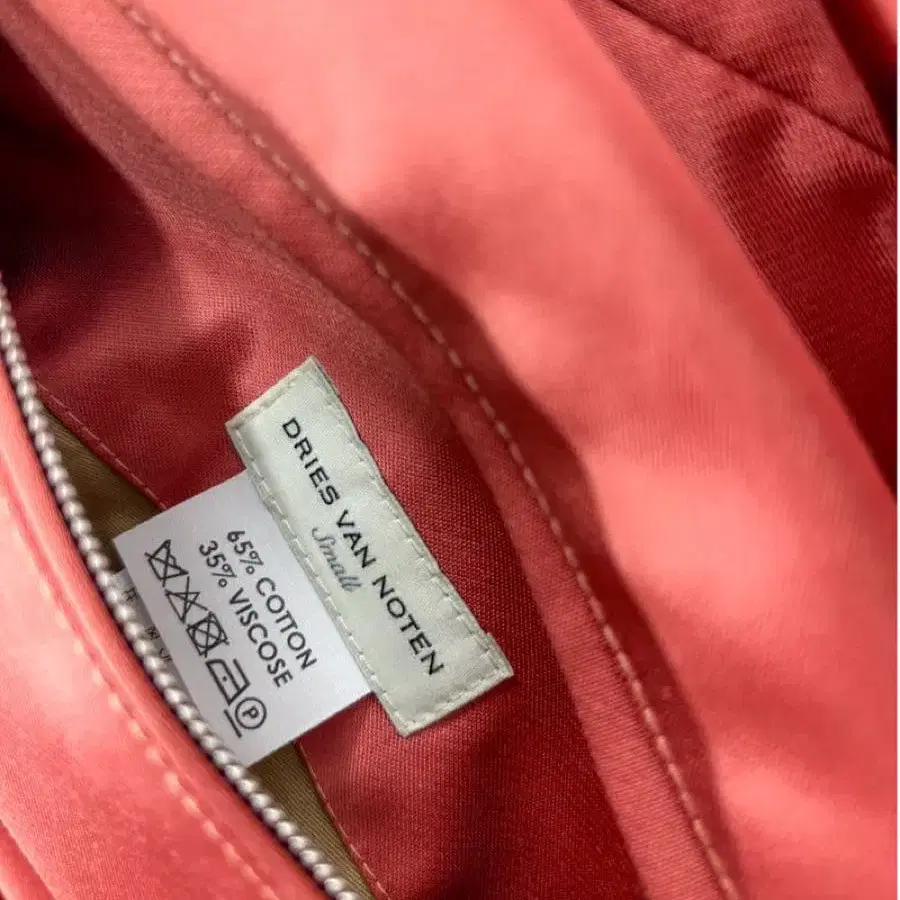 DRIES VAN NOTEN
Small
65% COTTON
35% VISCOSE
P